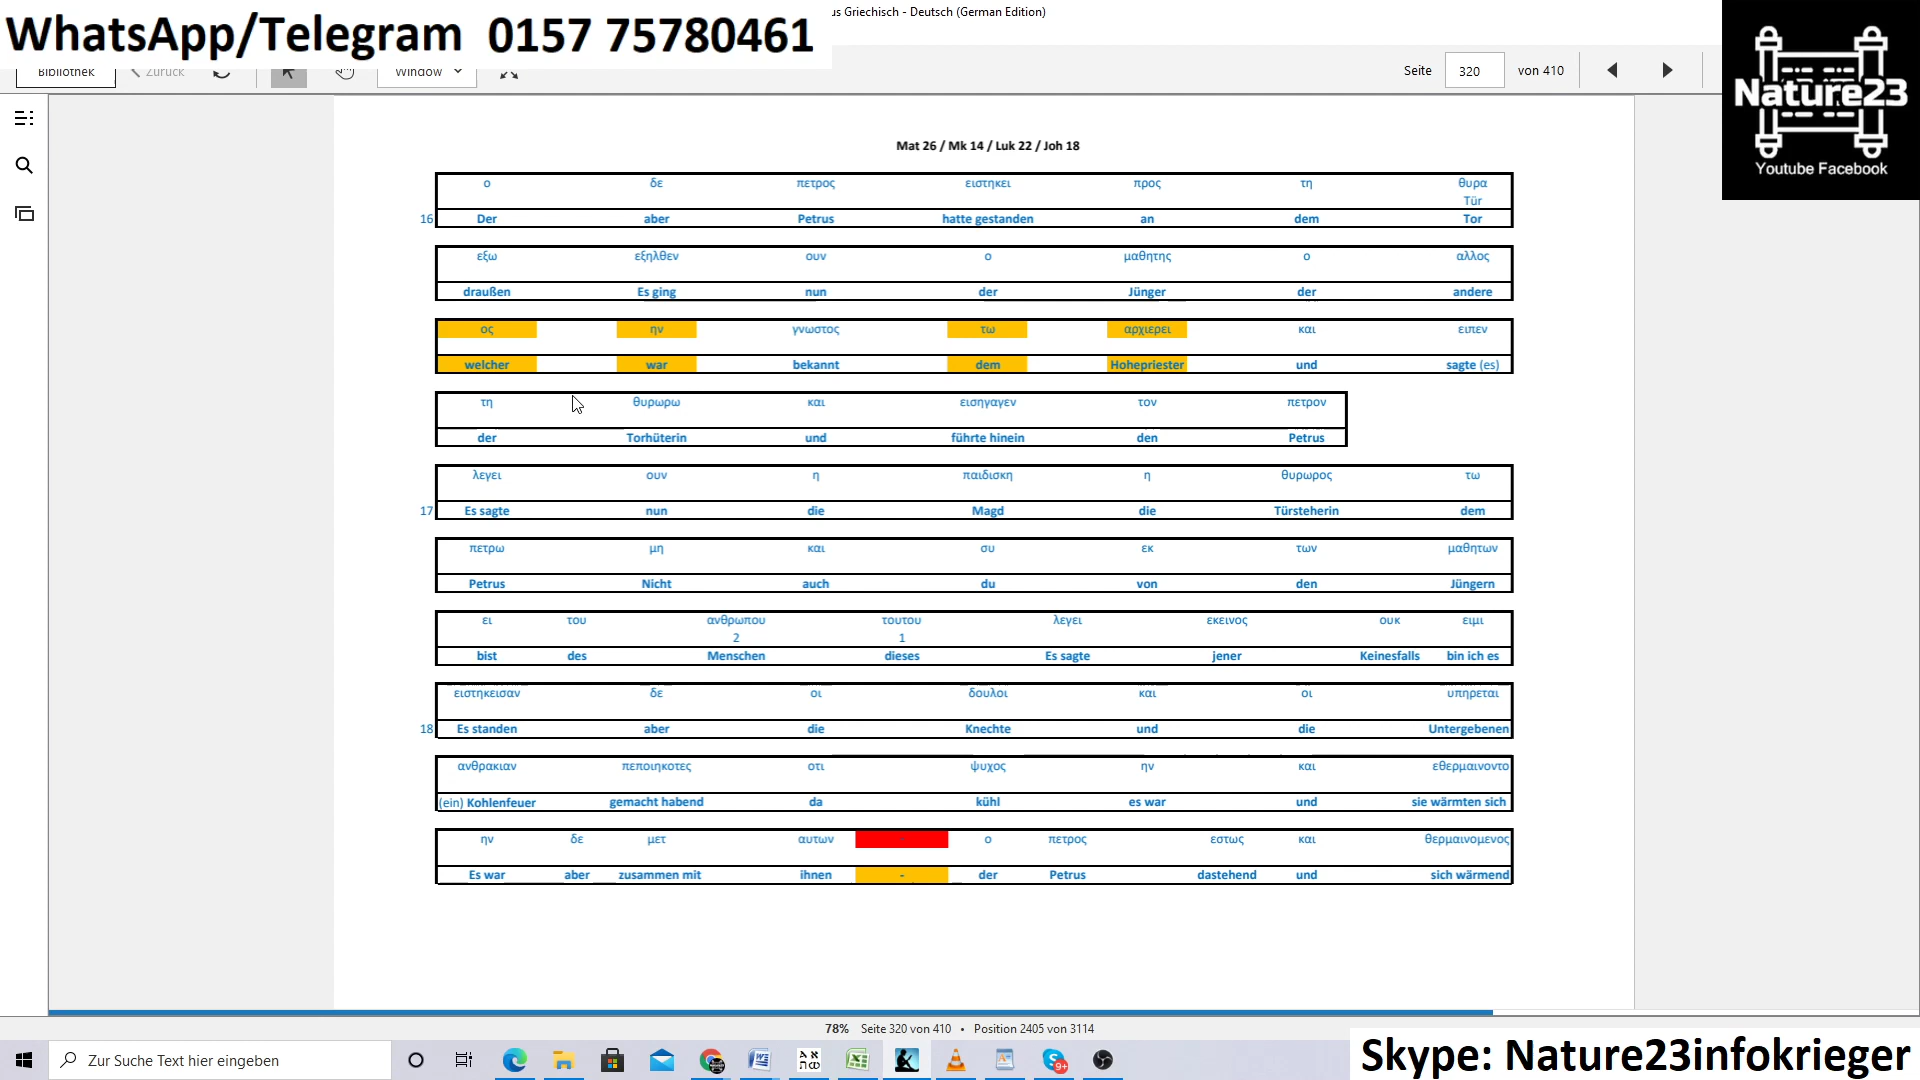 WhatsApp/Telegram 0157 75780461
us Griechisch - Deutsch (German Edition)
Bibliothek Zurück Window Seite 320 von 410
Nature23
Youtube Facebook
Mat 26 / Mk 14 / Luk 22 / Joh 18
ο δε πετρος ειστηκει προς τη θυρα
Tür
16 Der aber Petrus hatte gestanden an dem Tor
εξω εξηλθεν ουν ο μαθητης ο αλλος
draußen Es ging nun der Jünger der andere
ος ην γνωστος τω αρχιερει και ειπεν
welcher war bekannt dem Hohepriester und sagte (es)
τη θυρωρω και εισηγαγεν τον πετρον
der Torhüterin und führte hinein den Petrus
λεγει ουν η παιδισκη η θυρωρος τω
17 Es sagte nun die Magd die Türsteherin dem
πετρω μη και συ εκ των μαθητων
Petrus Nicht auch du von den Jüngern
ει του ανθρωπου τουτου λεγει εκεινος ουκ ειμι
2 1
bist des Menschen dieses Es sagte jener Keinesfalls bin ich es
ειστηκεισαν δε οι δουλοι και οι υπηρεται
18 Es standen aber die Knechte und die Untergebenen
ανθρακιαν πεποιηκοτες οτι ψυχος ην και εθερμαινοντο
(ein) Kohlenfeuer gemacht habend da kühl es war und sie wärmten sich
ην δε μετ αυτων ο πετρος εστως και θερμαινομενος
Es war aber zusammen mit ihnen - der Petrus dastehend und sich wärmend
78% Seite 320 von 410 • Position 2405 von 3114
Zur Suche Text hier eingeben
Skype: Nature23infokrieger